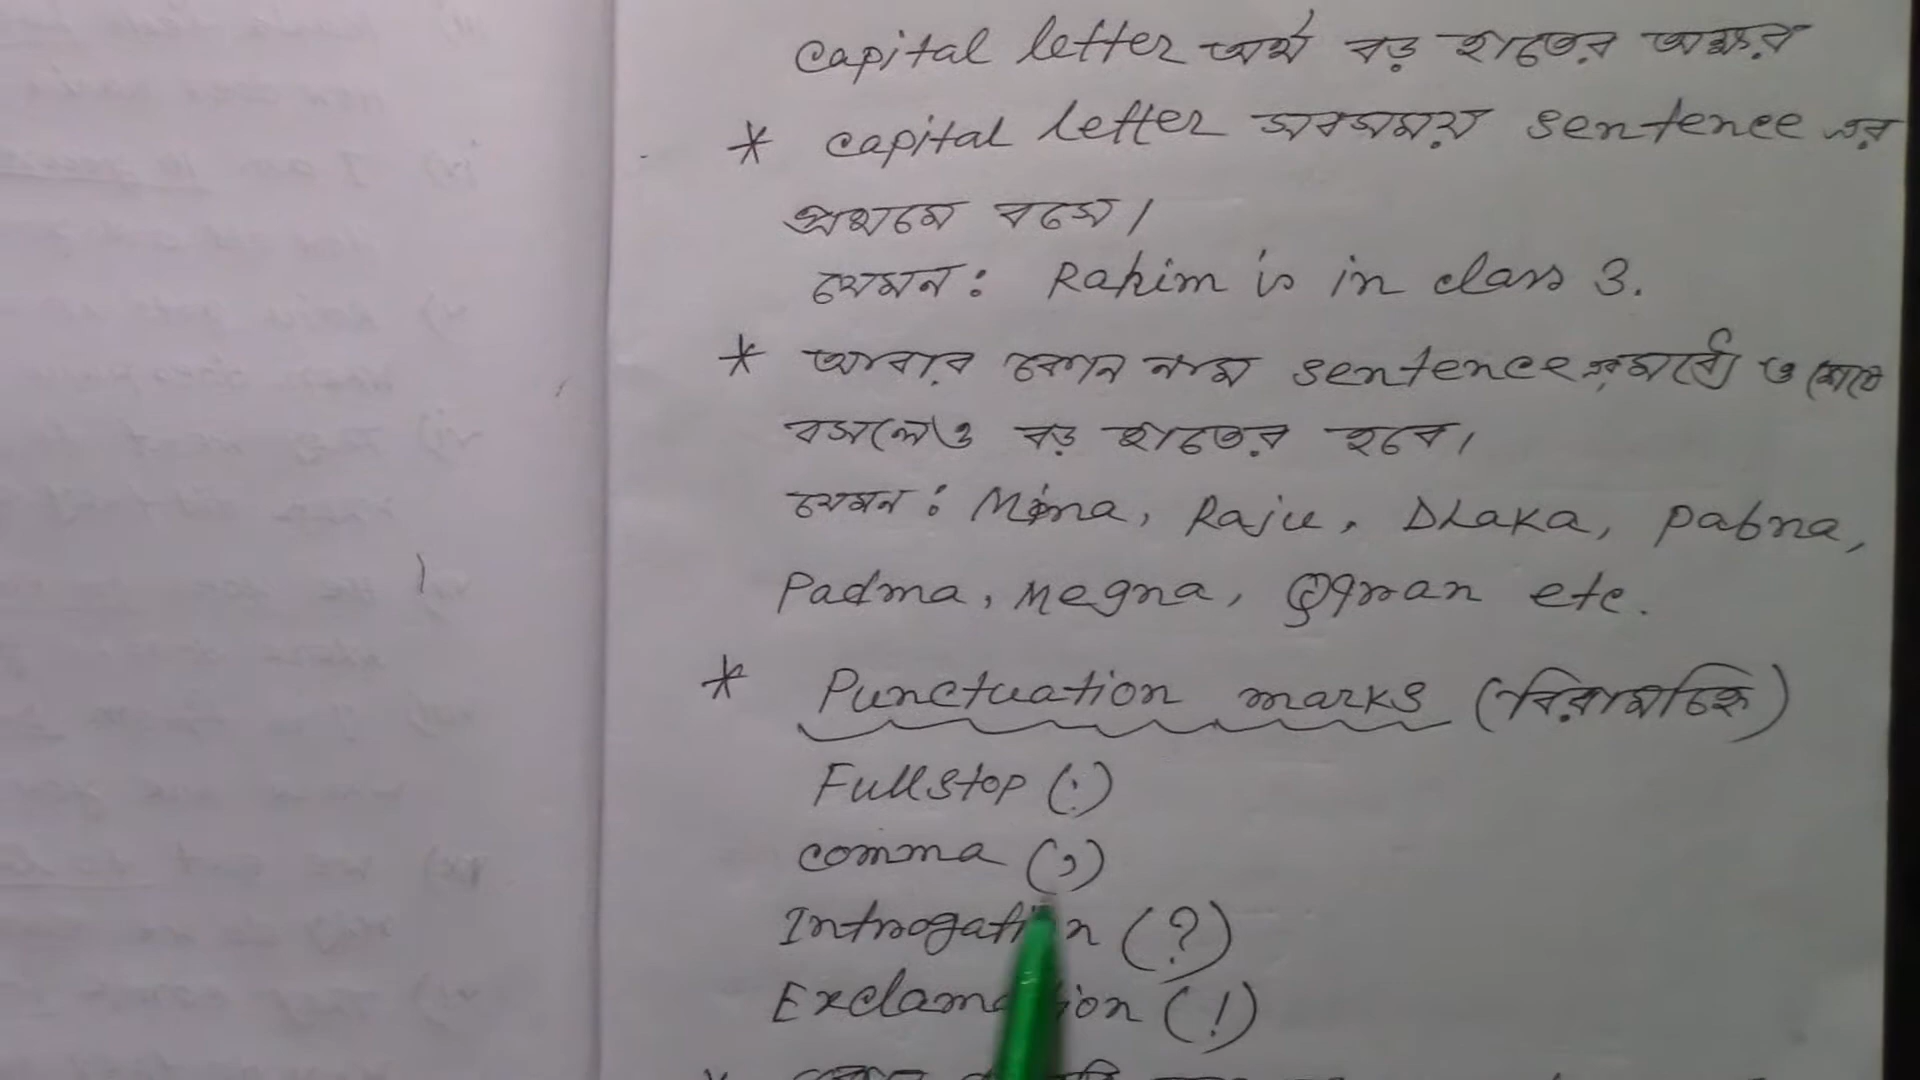 Capital letter অর্থ বড় হাতের অক্ষর
* Capital letter সবসময় sentence এর
প্রথমে বসে।
যেমন: Rahim is in class 3.
* আবার কোন নাম sentence এর মধ্যে ও শেষে
বসলেও বড় হাতের হবে।
যেমন: Mina, Raju, Dhaka, Pabna,
Padma, Megna, Qqran etc.
* Punctuation marks (বিরামচিহ্ন)
Fullstop (.)
Comma (,)
Introgation (?)
Exclamation (!)